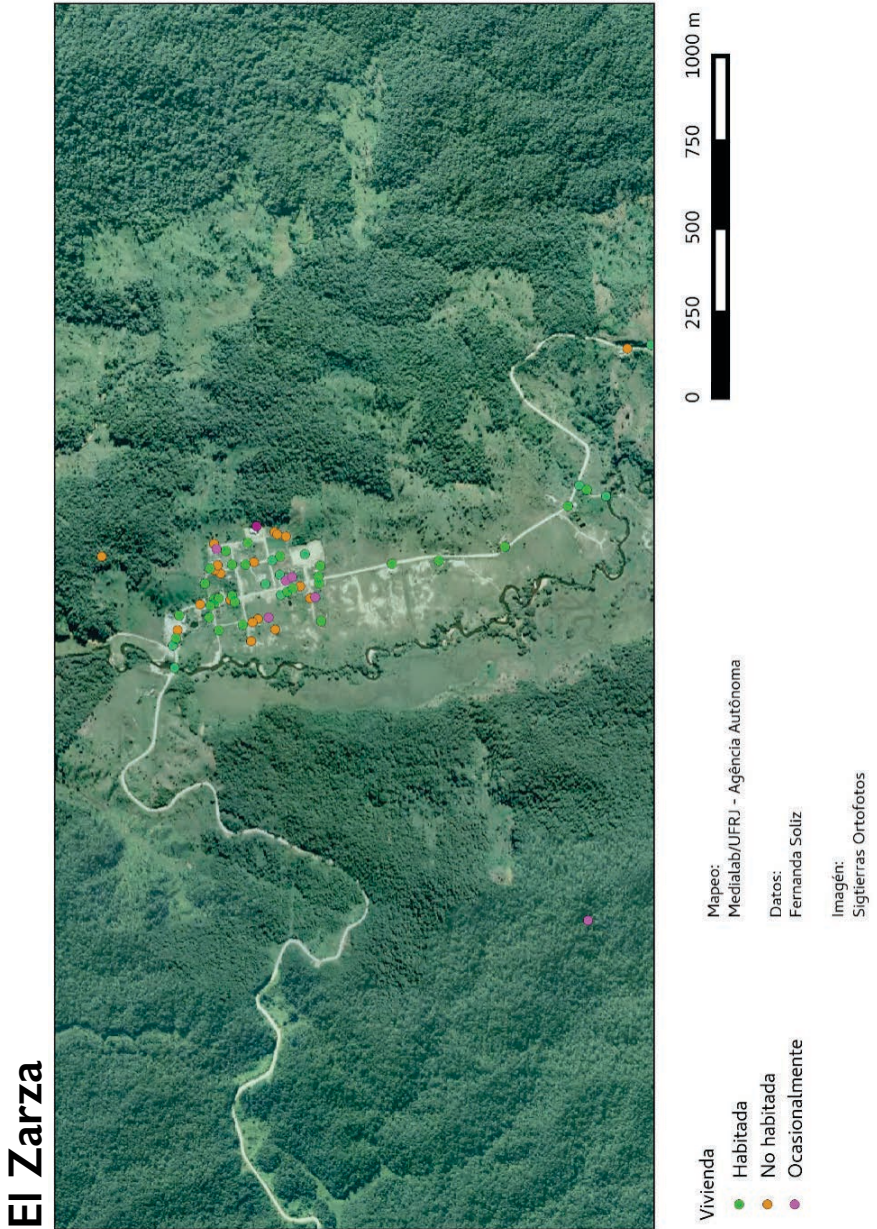 El Zarza
Vivienda
Habitada
No habitada
Ocasionalmente
Mapeo:
Medialab/UFRJ - Agência Autônoma
Datos:
Fernanda Soliz
Imagén:
Sigtierras Ortofotos
0 250 500 750 1000 m